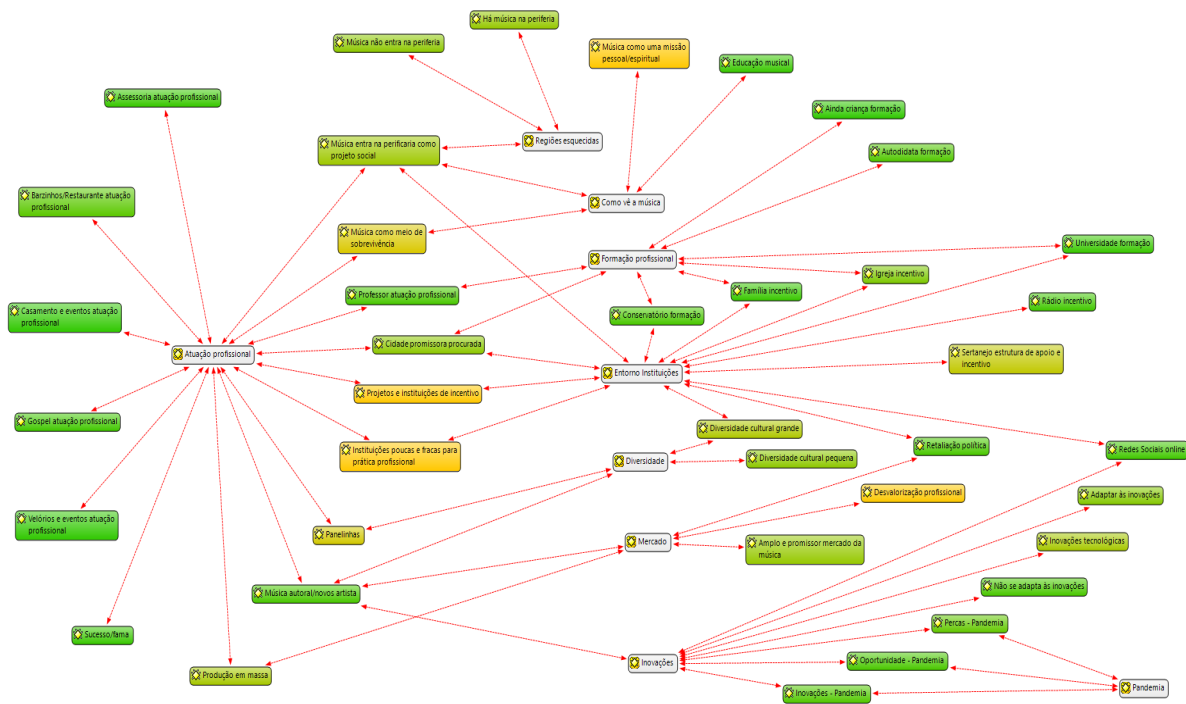 Há música na periferia
Música não entra na periferia
Música como uma missão
pessoal/espiritual
Educação musical
Assessoria atuação profissional
Ainda criança formação
Regiões esquecidas
Música entra na perificaria como
projeto social
Autodidata formação
Barzinhos/Restaurante atuação
profissional
Como vê a música
Música como meio de
sobrevivência
Universidade formação
Formação profissional
Igreja incentivo
Família incentivo
Professor atuação profissional
Rádio incentivo
Casamento e eventos atuação
profissional
Conservatório formação
Cidade promissora procurada
Atuação profissional
Sertanejo estrutura de apoio e
incentivo
Entorno Instituições
Projetos e instituições de incentivo
Gospel atuação profissional
Diversidade cultural grande
Instituições poucas e fracas para
prática profissional
Retaliação política
Redes Sociais online
Diversidade
Diversidade cultural pequena
Desvalorização profissional
Adaptar às inovações
Velórios e eventos atuação
profissional
Panelinhas
Mercado
Amplo e promissor mercado da
música
Inovações tecnológicas
Não se adapta às inovações
Música autoral/novos artista
Percas - Pandemia
Sucesso/fama
Inovações
Oportunidade - Pandemia
Produção em massa
Inovações - Pandemia
Pandemia